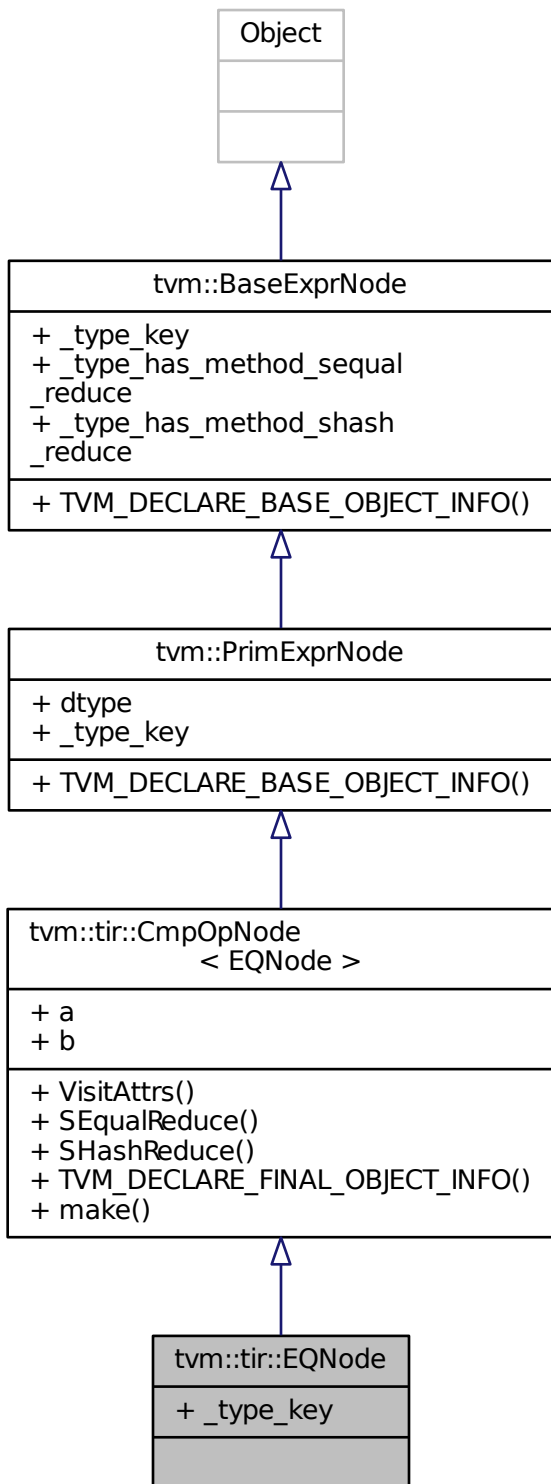 Object
tvm::BaseExprNode
+ _type_key
+ _type_has_method_sequal
_reduce
+ _type_has_method_shash
_reduce
+ TVM_DECLARE_BASE_OBJECT_INFO()
tvm::PrimExprNode
+ dtype
+ _type_key
+ TVM_DECLARE_BASE_OBJECT_INFO()
tvm::tir::CmpOpNode
< EQNode >
+ a
+ b
+ VisitAttrs()
+ SEqualReduce()
+ SHashReduce()
+ TVM_DECLARE_FINAL_OBJECT_INFO()
+ make()
tvm::tir::EQNode
+ _type_key